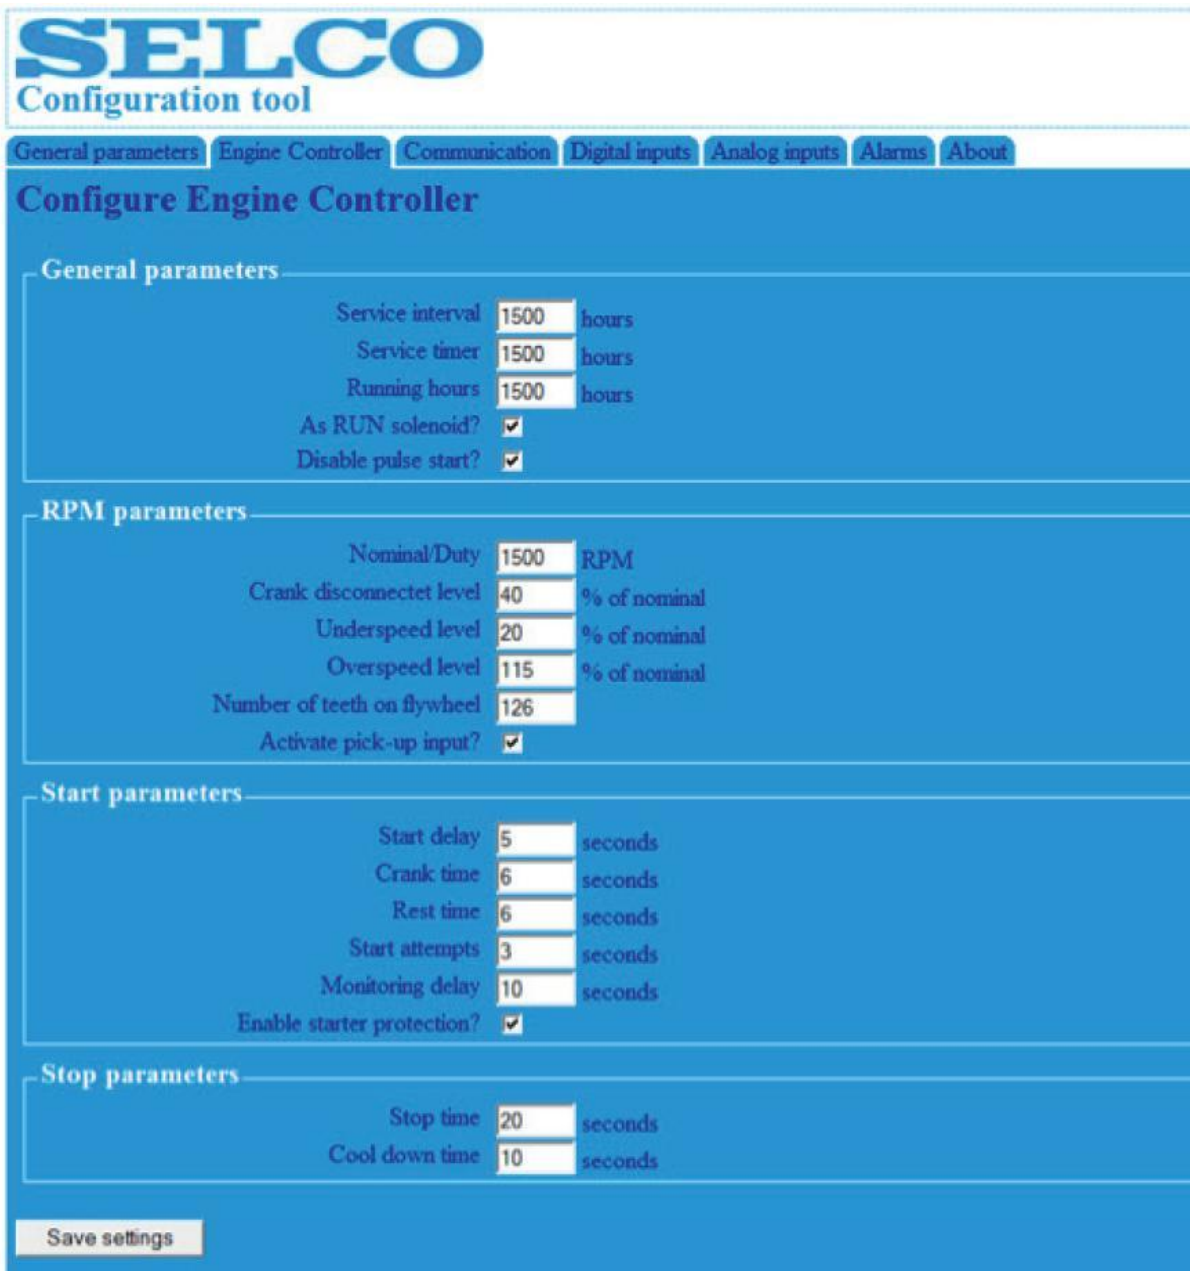 SELCO
Configuration tool
General parameters Engine Controller Communication Digital inputs Analog inputs Alarms About
Configure Engine Controller
General parameters
Service interval 1500 hours
Service timer 1500 hours
Running hours 1500 hours
As RUN solenoid?
Disable pulse start?
RPM parameters
Nominal/Duty 1500 RPM
Crank disconnectet level 40 % of nominal
Underspeed level 20 % of nominal
Overspeed level 115 % of nominal
Number of teeth on flywheel 126
Activate pick-up input?
Start parameters
Start delay 5 seconds
Crank time 6 seconds
Rest time 6 seconds
Start attempts 3 seconds
Monitoring delay 10 seconds
Enable starter protection?
Stop parameters
Stop time 20 seconds
Cool down time 10 seconds
Save settings